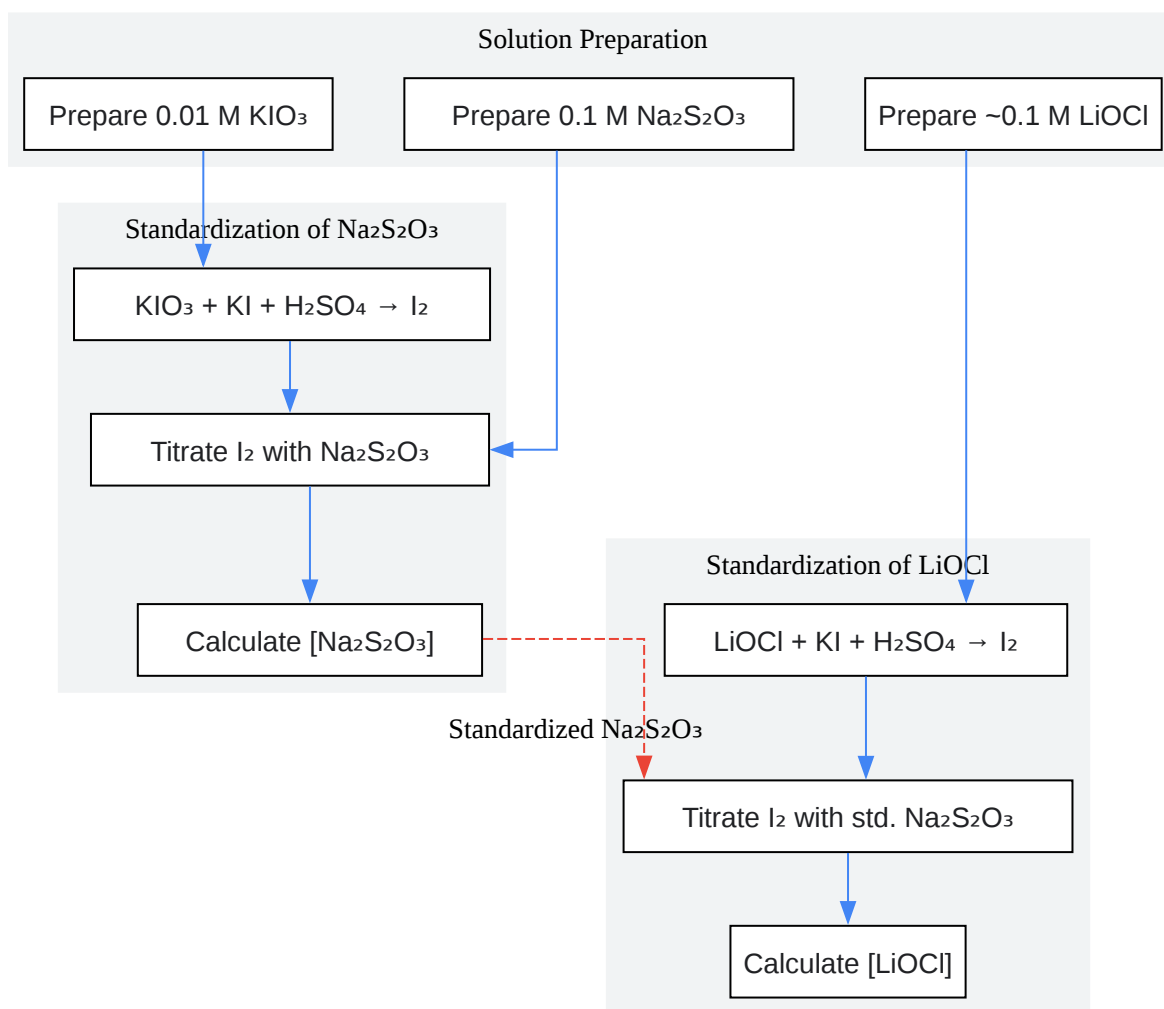 Solution Preparation
Prepare 0.01 M KIO₃
Prepare 0.1 M Na₂S₂O₃
Prepare ~0.1 M LiOCl
Standardization of Na₂S₂O₃
KIO₃ + KI + H₂SO₄ → I₂
Titrate I₂ with Na₂S₂O₃
Calculate [Na₂S₂O₃]
Standardized Na₂S₂O₃
Standardization of LiOCl
LiOCl + KI + H₂SO₄ → I₂
Titrate I₂ with std. Na₂S₂O₃
Calculate [LiOCl]